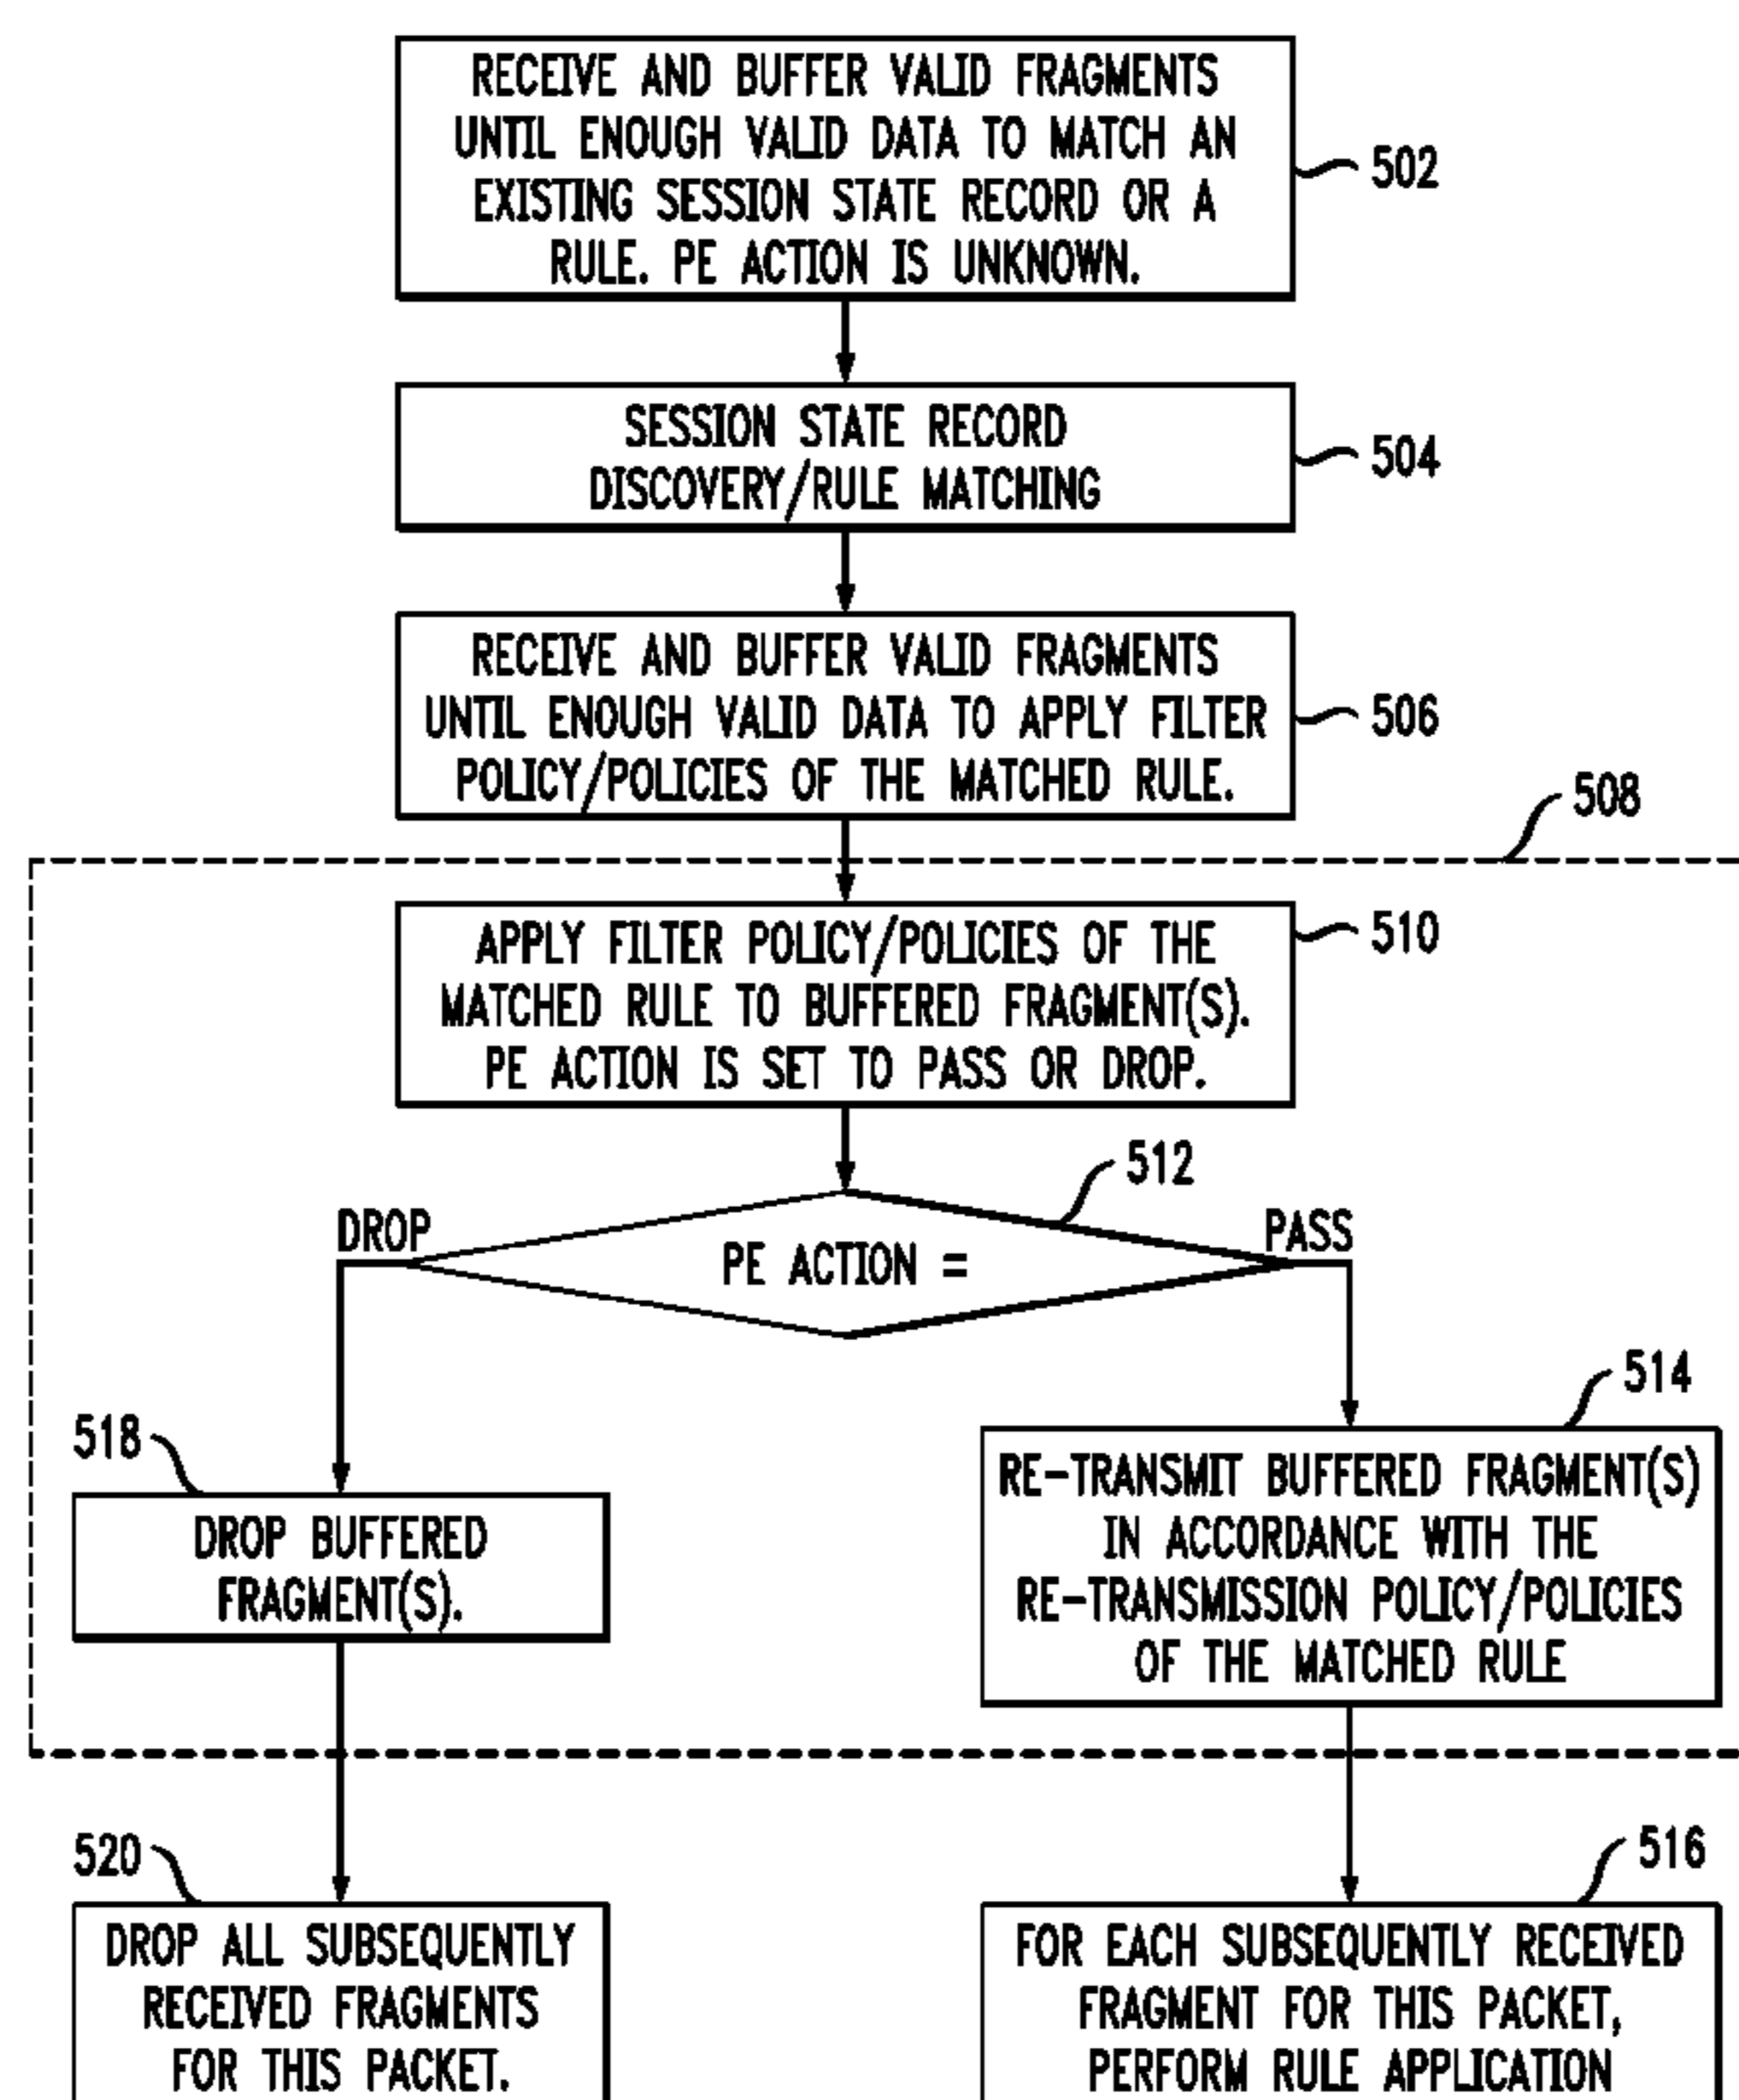 RECEIVE AND BUFFER VALID FRAGMENTS
UNTIL ENOUGH VALID DATA TO MATCH AN
EXISTING SESSION STATE RECORD OR A
RULE. PE ACTION IS UNKNOWN.
502
SESSION STATE RECORD
DISCOVERY/RULE MATCHING
504
RECEIVE AND BUFFER VALID FRAGMENTS
UNTIL ENOUGH VALID DATA TO APPLY FILTER
POLICY/POLICIES OF THE MATCHED RULE.
506
508
APPLY FILTER POLICY/POLICIES OF THE
MATCHED RULE TO BUFFERED FRAGMENT(S).
PE ACTION IS SET TO PASS OR DROP.
510
512
DROP
PE ACTION =
PASS
518
DROP BUFFERED
FRAGMENT(S).
514
RE-TRANSMIT BUFFERED FRAGMENT(S)
IN ACCORDANCE WITH THE
RE-TRANSMISSION POLICY/POLICIES
OF THE MATCHED RULE
520
DROP ALL SUBSEQUENTLY
RECEIVED FRAGMENTS
FOR THIS PACKET.
516
FOR EACH SUBSEQUENTLY RECEIVED
FRAGMENT FOR THIS PACKET,
PERFORM RULE APPLICATION